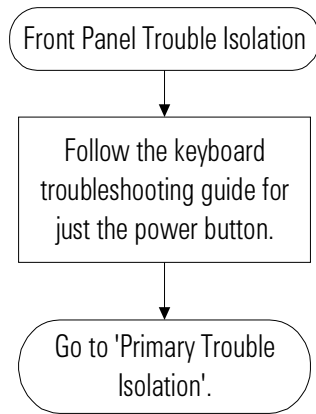 Front Panel Trouble Isolation
Follow the keyboard
troubleshooting guide for
just the power button.
Go to 'Primary Trouble
Isolation'.